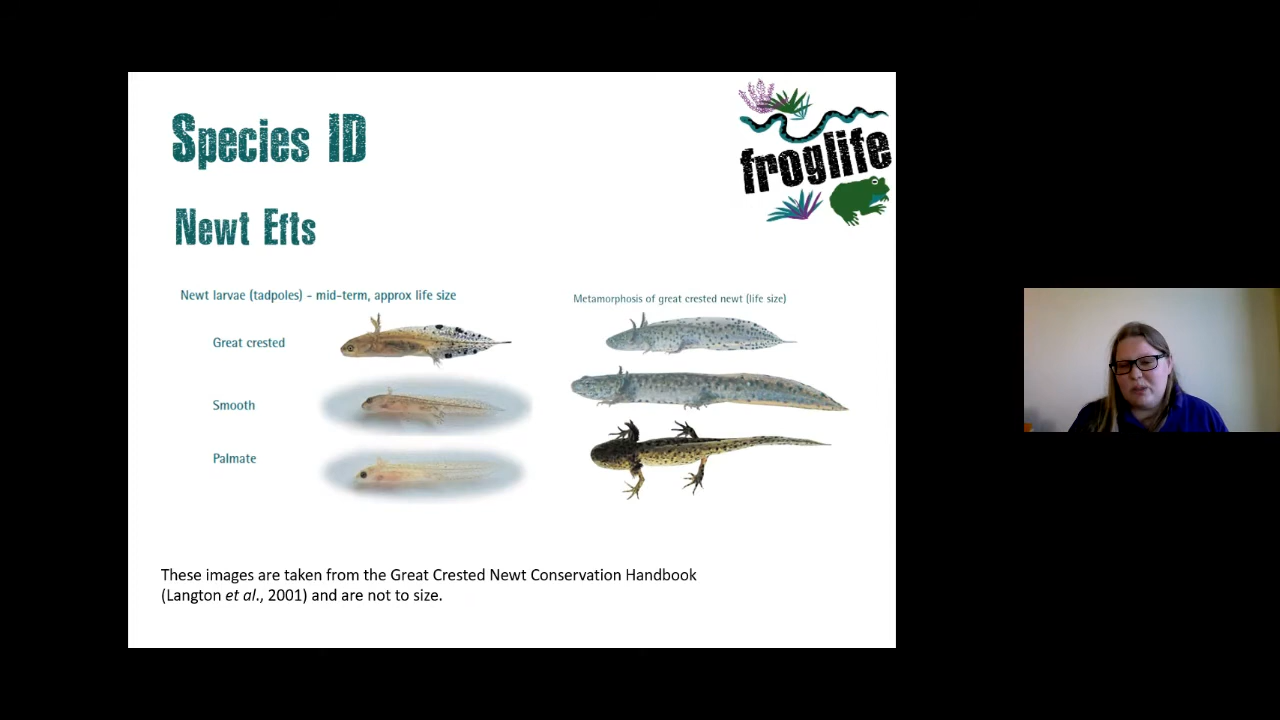 Species ID
froglife
Newt Efts
Newt larvae (tadpoles) - mid-term, approx life size
Metamorphosis of great crested newt (life size)
Great crested
Smooth
Palmate
These images are taken from the Great Crested Newt Conservation Handbook
(Langton et al., 2001) and are not to size.